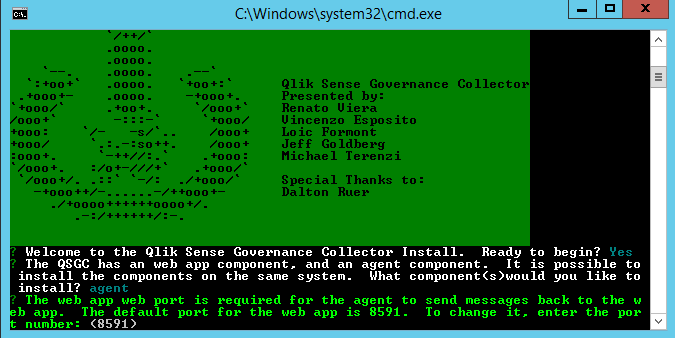 C:\Windows\system32\cmd.exe
Qlik Sense Governance Collector
Presented by:
Renato Viera
Vincenzo Esposito
Loic Formont
Jeff Goldberg
Michael Terenzi
Special Thanks to:
Dalton Ruer
? Welcome to the Qlik Sense Governance Collector Install.  Ready to begin? Yes
? The QSGC has an web app component, and an agent component.  It is possible to
install the components on the same system.  What component(s)would you like to
install? agent
? The web app web port is required for the agent to send messages back to the w
eb app.  The default port for the web app is 8591.  To change it, enter the por
t number: (8591)